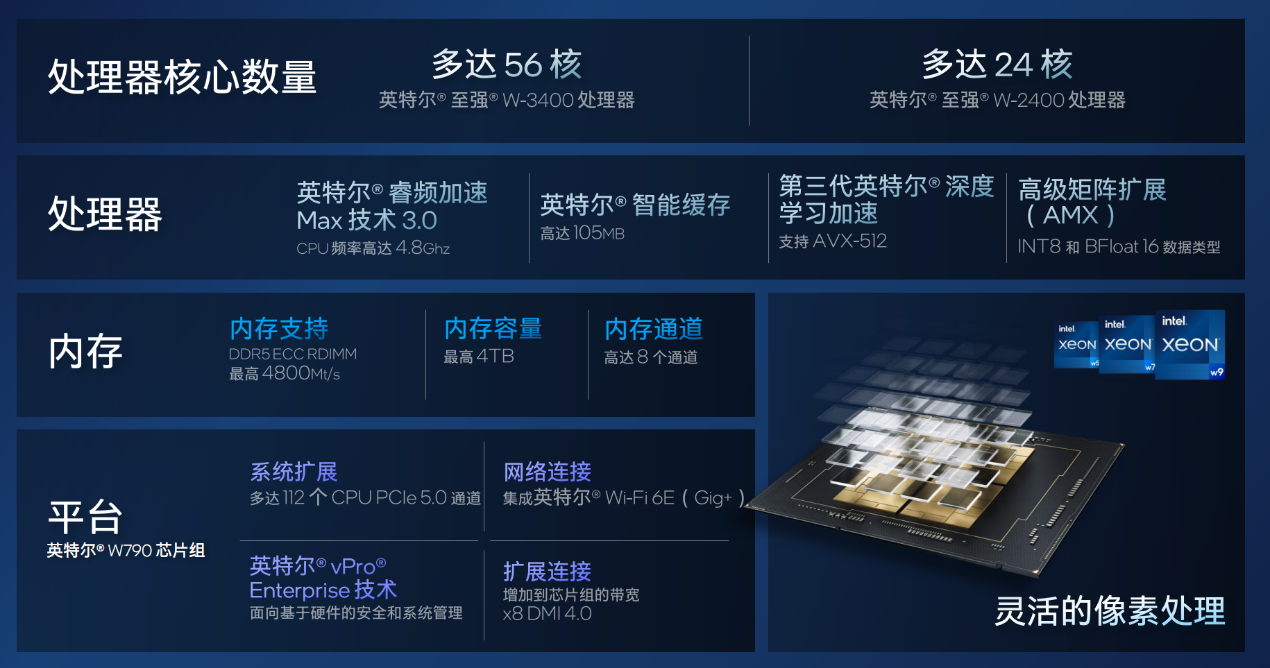 处理器核心数量
多达 56 核
英特尔® 至强® W-3400 处理器
多达 24 核
英特尔® 至强® W-2400 处理器
处理器
英特尔® 睿频加速
Max 技术 3.0
CPU 频率高达 4.8Ghz
英特尔® 智能缓存
高达 105MB
第三代英特尔® 深度
学习加速
支持 AVX-512
高级矩阵扩展
（AMX）
INT8 和 BFloat 16 数据类型
内存
内存支持
DDR5 ECC RDIMM
最高 4800Mt/s
内存容量
最高 4TB
内存通道
高达 8 个通道
intel.
XEON
w5
intel.
XEON
w7
intel.
XEON
w9
平台
英特尔® W790 芯片组
系统扩展
多达 112 个 CPU PCIe 5.0 通道
网络连接
集成英特尔® Wi-Fi 6E（Gig+）
英特尔® vPro®
Enterprise 技术
面向基于硬件的安全和系统管理
扩展连接
增加到芯片组的带宽
x8 DMI 4.0
灵活的像素处理